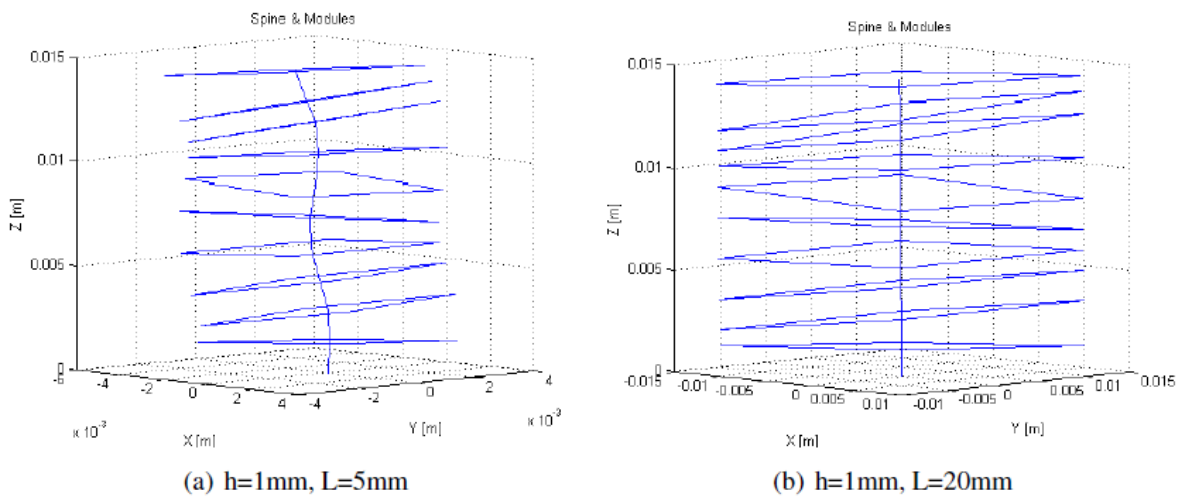 Spine & Modules
0.015
0.01
0.005
0
Z [m]
-6 -4 -2 0 2 4
x 10^-3
X [m]
-4 -2 0 2 4
x 10^-3
Y [m]
(a) h=1mm, L=5mm
Spine & Modules
0.015
0.01
0.005
0
Z [m]
-0.015 -0.01 -0.005 0 0.005 0.01
X [m]
-0.01 -0.005 0 0.005 0.01 0.015
Y [m]
(b) h=1mm, L=20mm